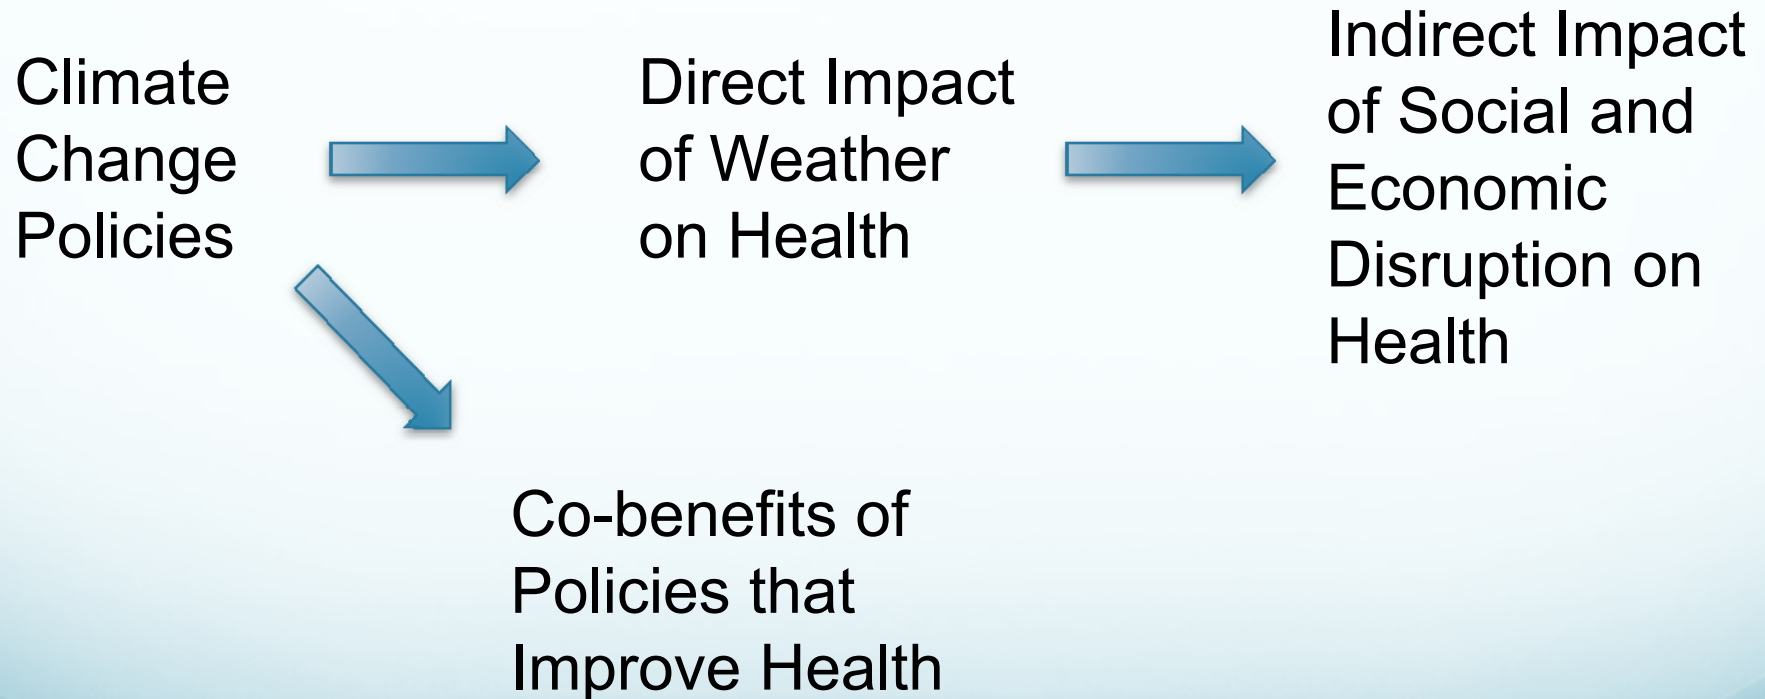 Climate
Change
Policies
Direct Impact
of Weather
on Health
Indirect Impact
of Social and
Economic
Disruption on
Health
Co-benefits of
Policies that
Improve Health